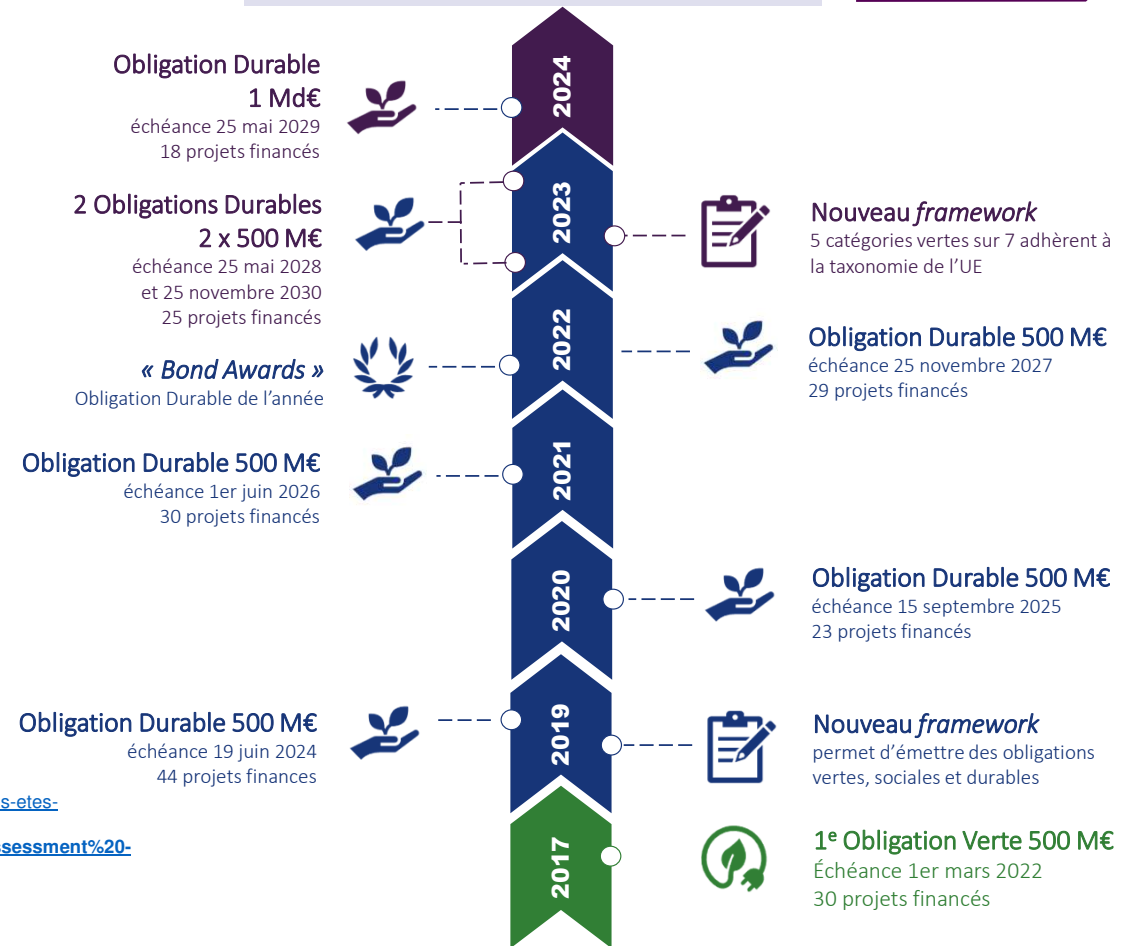 2024
Obligation Durable
1 Md€
échéance 25 mai 2029
18 projets financés
2023
2 Obligations Durables
2 x 500 M€
échéance 25 mai 2028
et 25 novembre 2030
25 projets financés
Nouveau framework
5 catégories vertes sur 7 adhèrent à
la taxonomie de l’UE
2022
Obligation Durable 500 M€
échéance 25 novembre 2027
29 projets financés
« Bond Awards »
Obligation Durable de l’année
2021
Obligation Durable 500 M€
échéance 1er juin 2026
30 projets financés
2020
Obligation Durable 500 M€
échéance 15 septembre 2025
23 projets financés
2019
Obligation Durable 500 M€
échéance 19 juin 2024
44 projets finances
Nouveau framework
permet d’émettre des obligations
vertes, sociales et durables
s-etes-
ssessment%20-
2017
1e Obligation Verte 500 M€
Échéance 1er mars 2022
30 projets financés